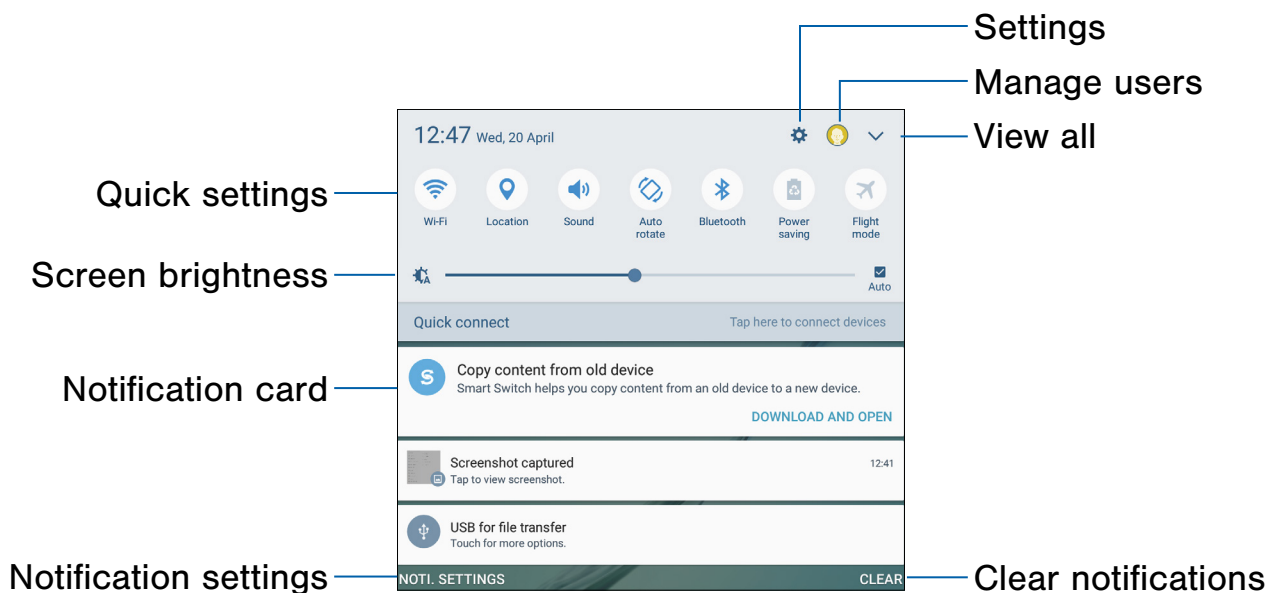 Settings
Manage users
View all
12:47 Wed, 20 April
Quick settings
Wi-Fi
Location
Sound
Auto
rotate
Bluetooth
Power
saving
Flight
mode
Screen brightness
A
Auto
Quick connect
Tap here to connect devices
Notification card
S
Copy content from old device
Smart Switch helps you copy content from an old device to a new device.
DOWNLOAD AND OPEN
Screenshot captured
12:41
Tap to view screenshot.
USB for file transfer
Touch for more options.
Notification settings
NOTI. SETTINGS
CLEAR
Clear notifications